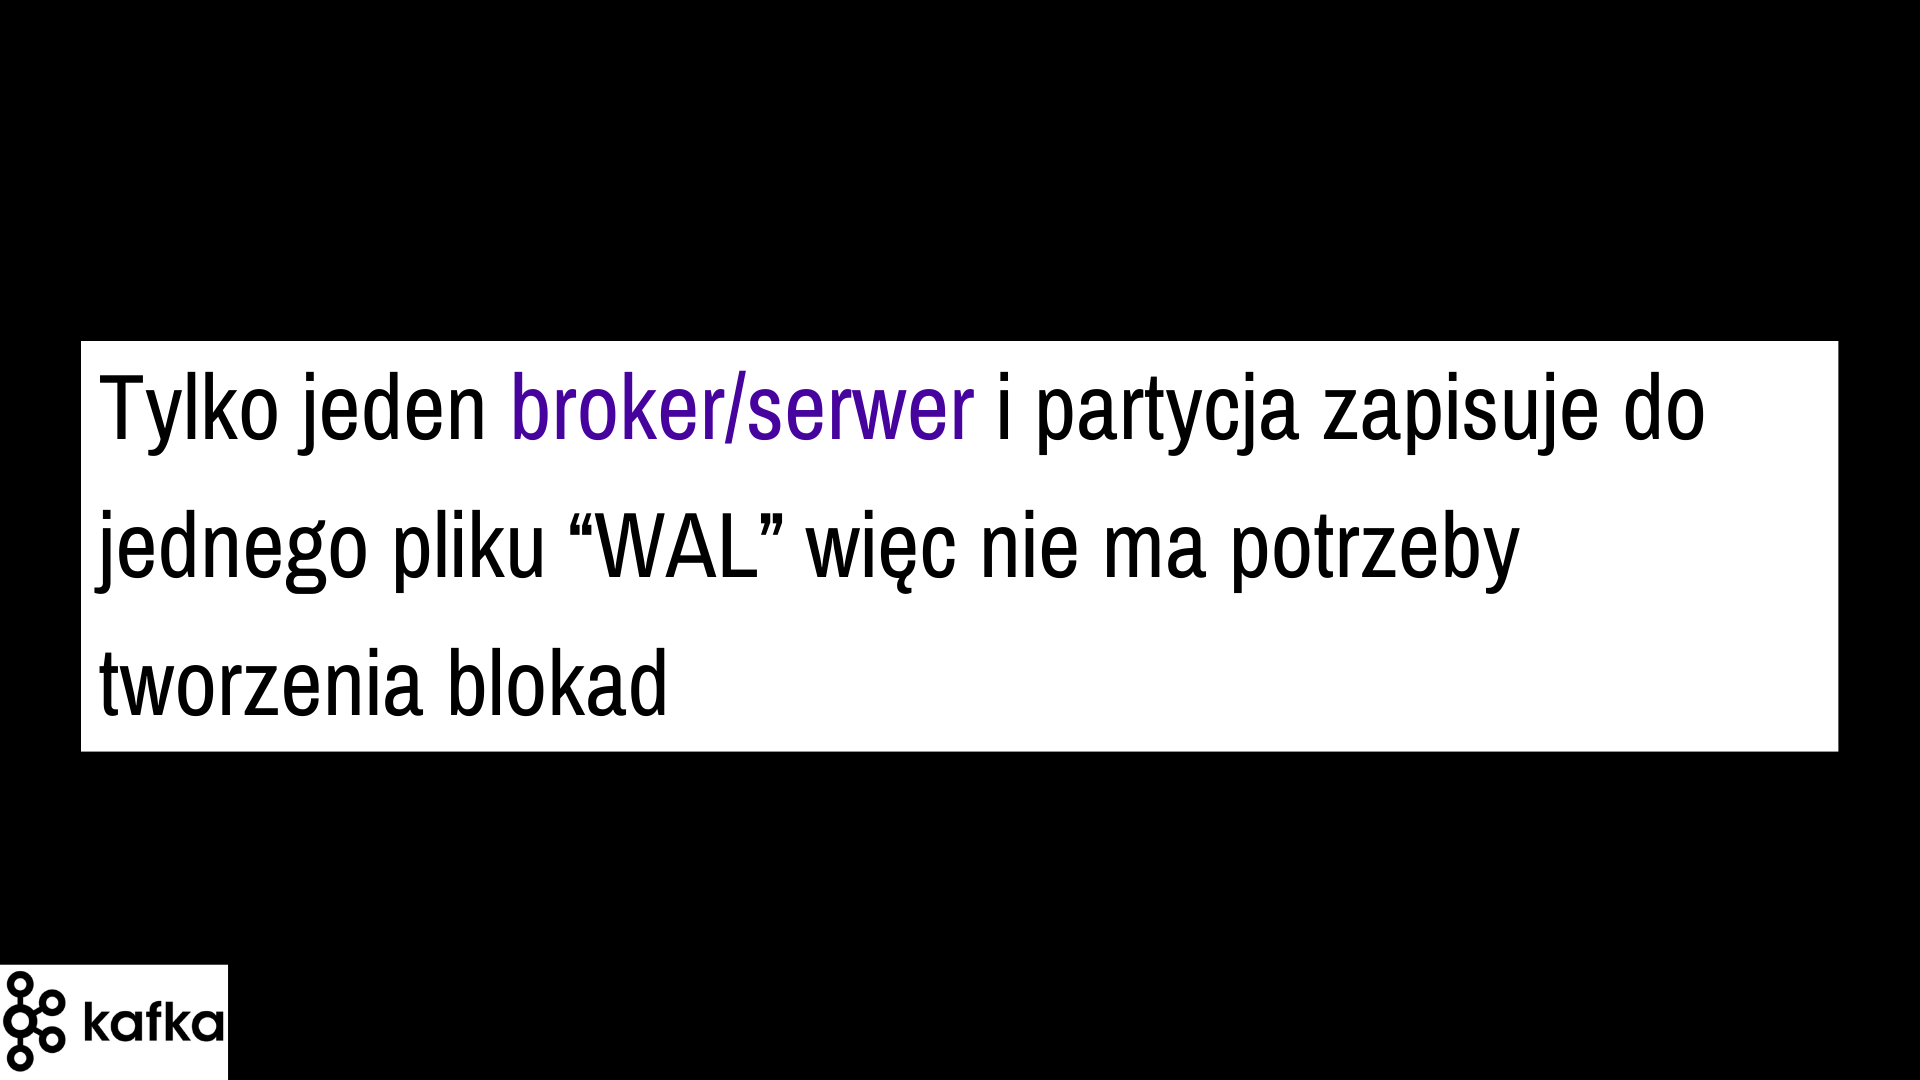 Tylko jeden broker/serwer i partycja zapisuje do
jednego pliku “WAL” więc nie ma potrzeby
tworzenia blokad
kafka